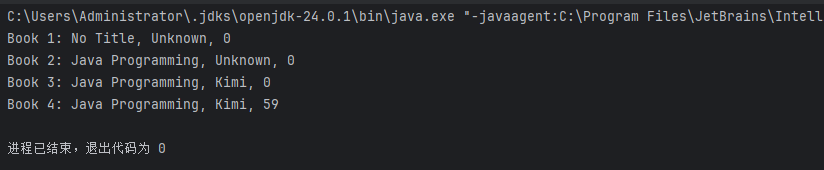 C:\Users\Administrator\.jdks\openjdk-24.0.1\bin\java.exe "-javaagent:C:\Program Files\JetBrains\Intell
Book 1: No Title, Unknown, 0
Book 2: Java Programming, Unknown, 0
Book 3: Java Programming, Kimi, 0
Book 4: Java Programming, Kimi, 59
进程已结束，退出代码为 0